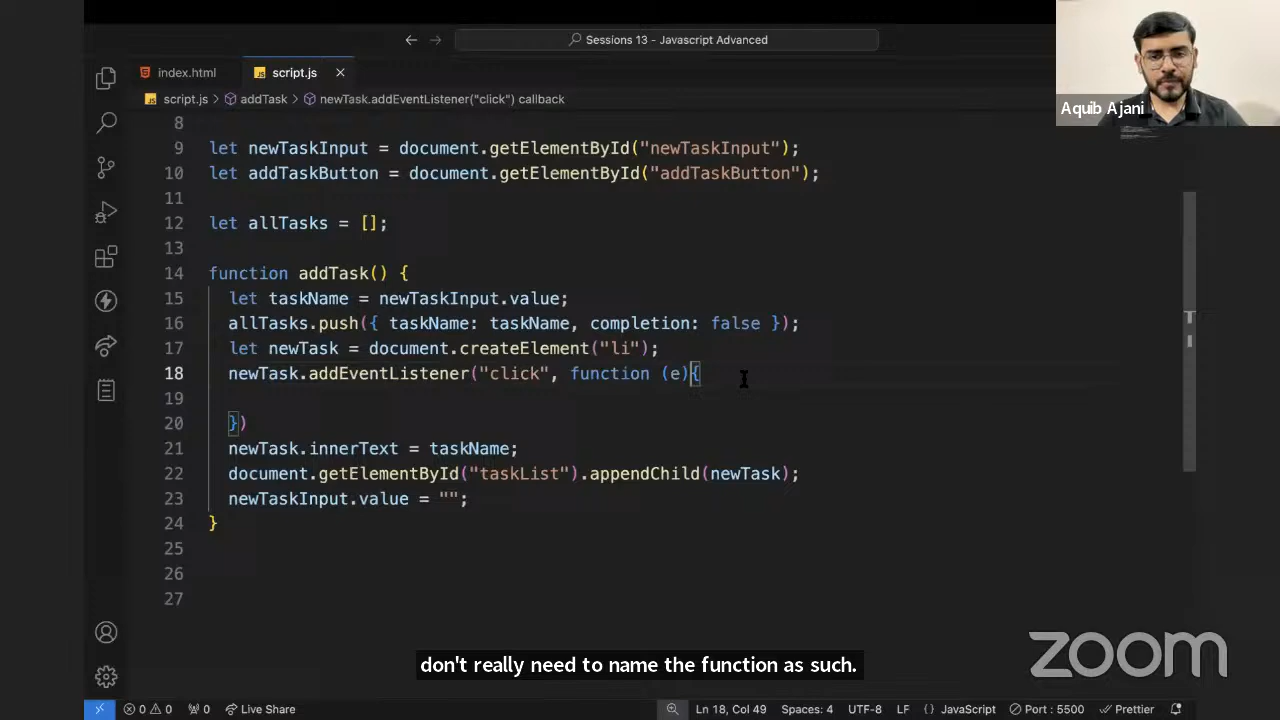 Sessions 13 - Javascript Advanced
index.html
JS script.js
Aquib Ajani
JS script.js > addTask > newTask.addEventListener("click") callback
8
9 let newTaskInput = document.getElementById("newTaskInput");
10 let addTaskButton = document.getElementById("addTaskButton");
11
12 let allTasks = [];
13
14 function addTask() {
15 let taskName = newTaskInput.value;
16 allTasks.push({ taskName: taskName, completion: false });
17 let newTask = document.createElement("li");
18 newTask.addEventListener("click", function (e){
19
20 })
21 newTask.innerText = taskName;
22 document.getElementById("taskList").appendChild(newTask);
23 newTaskInput.value = "";
24 }
25
26
27
don't really need to name the function as such.
zoom
0 0 0 Live Share Ln 18, Col 49 Spaces: 4 UTF-8 LF {} JavaScript Port : 5500 Prettier